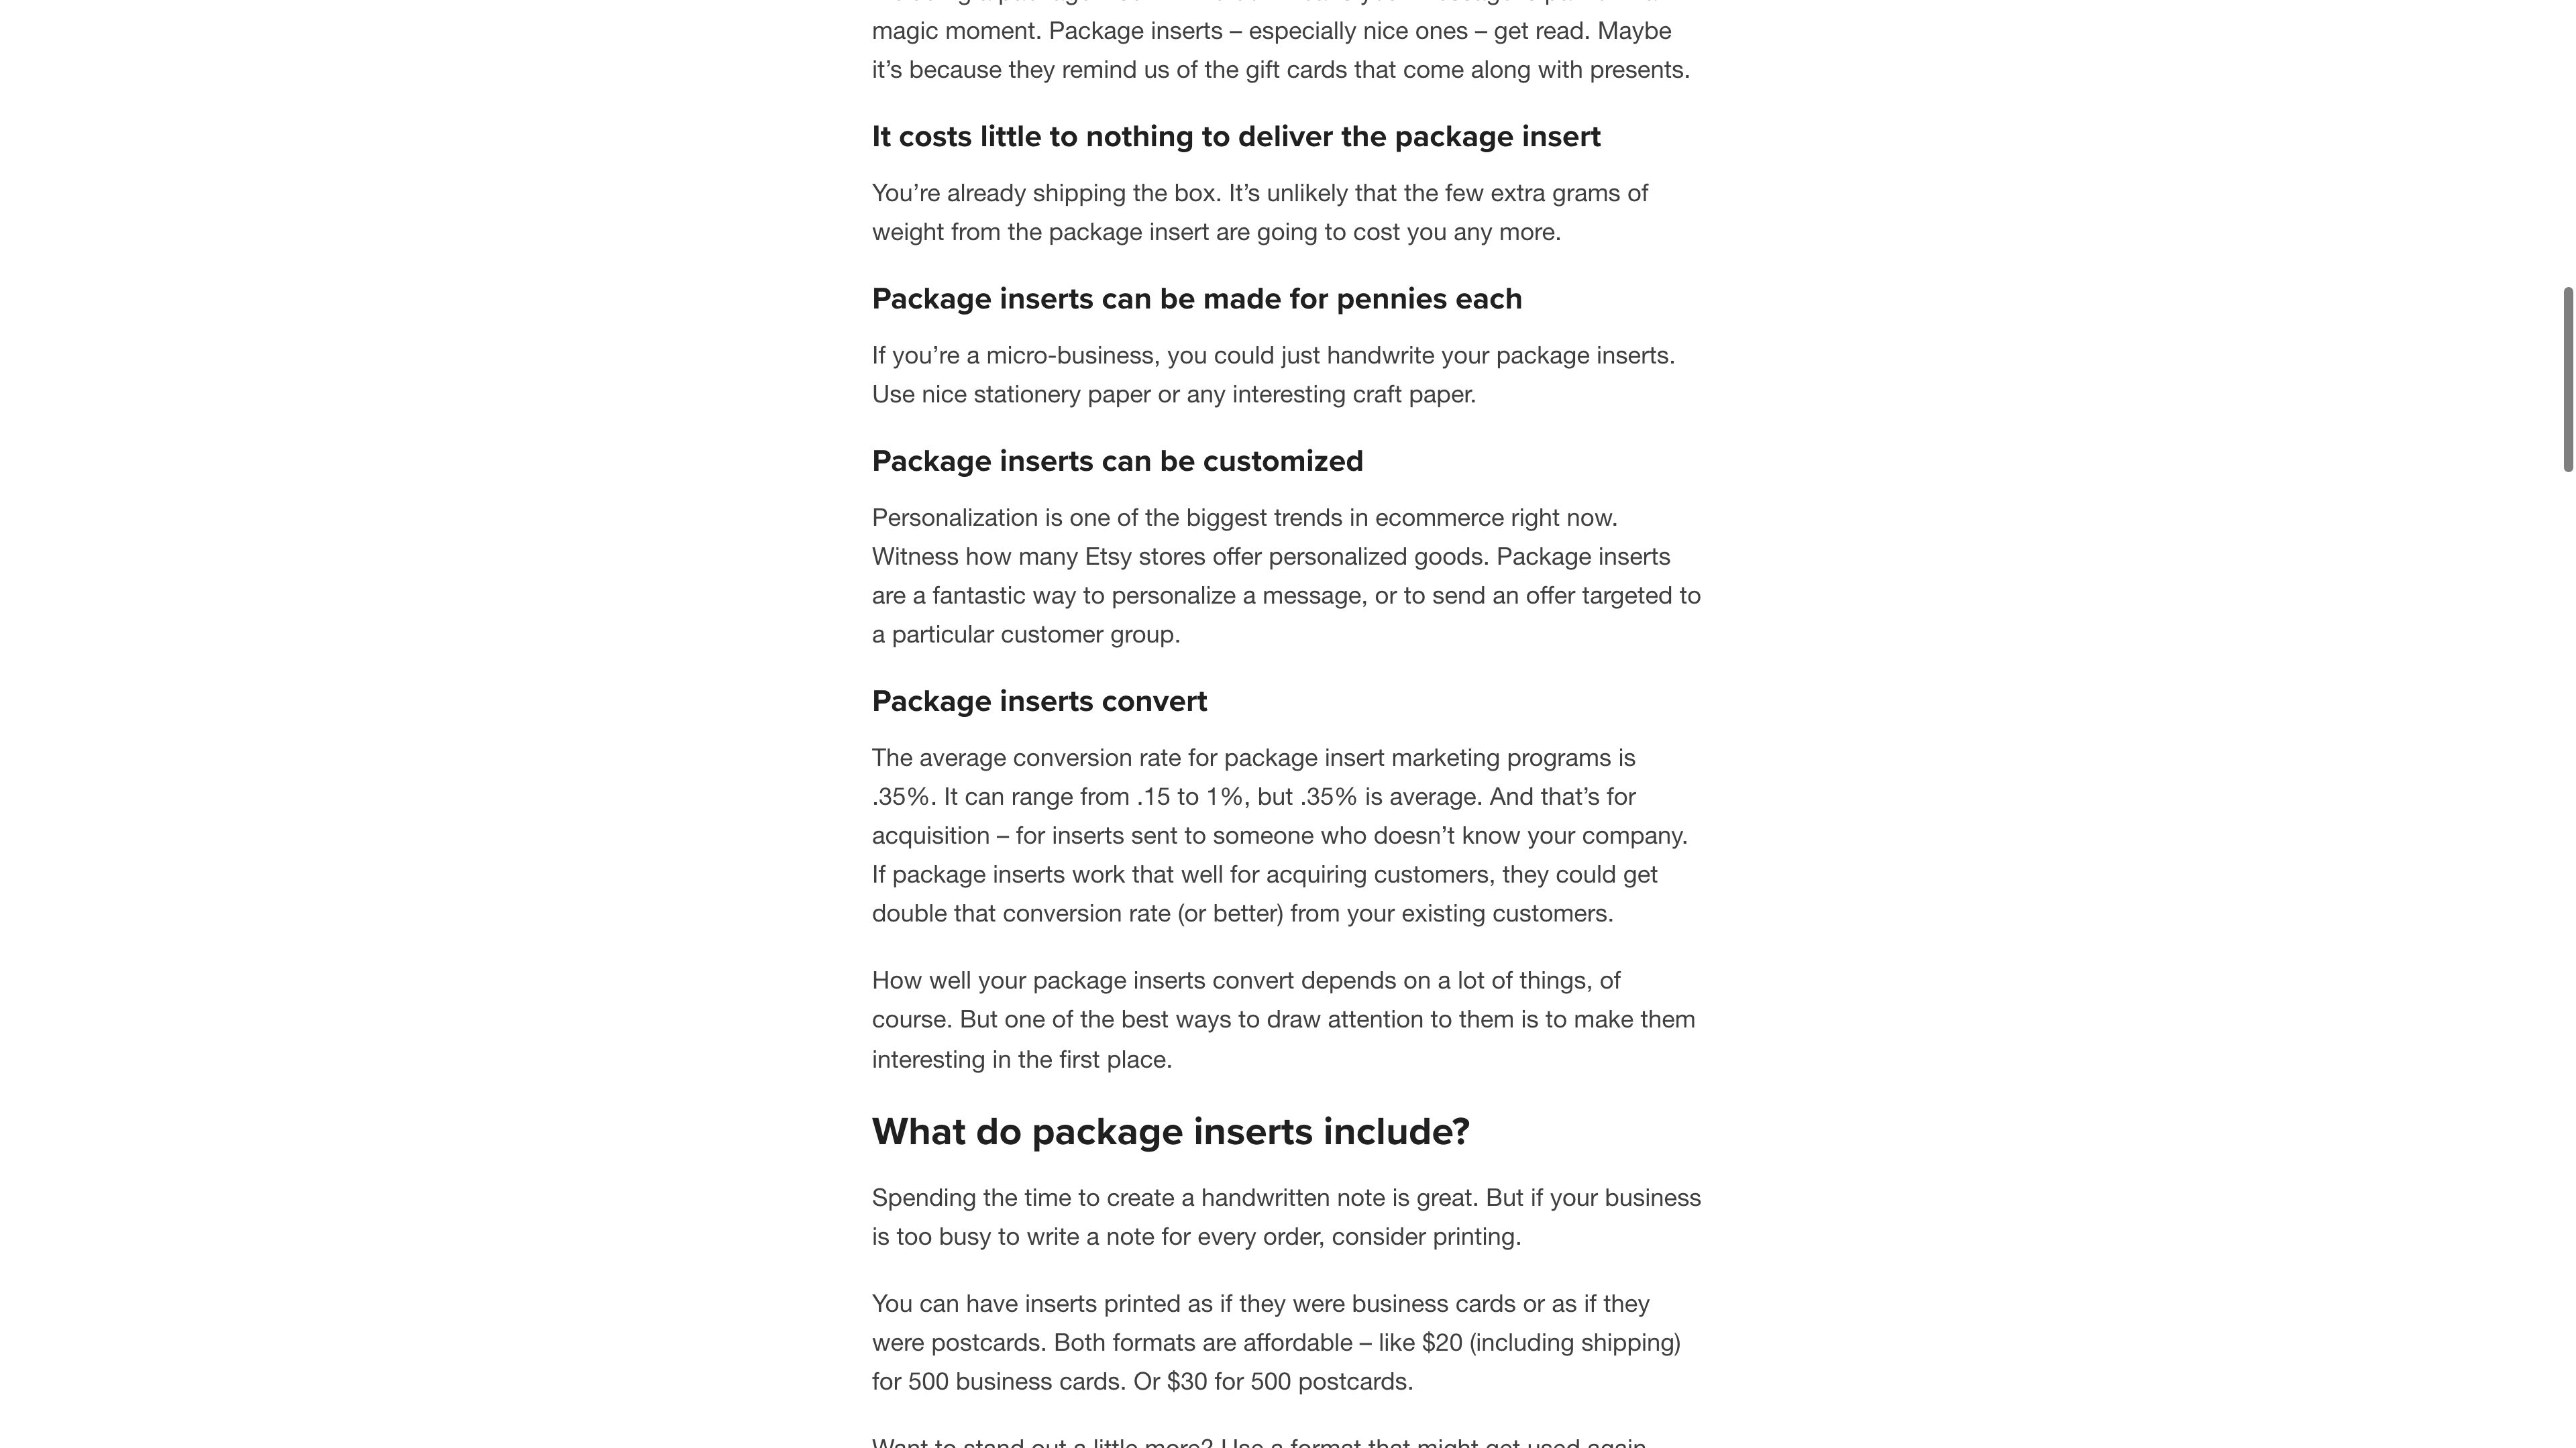 magic moment. Package inserts – especially nice ones – get read. Maybe
it’s because they remind us of the gift cards that come along with presents.
It costs little to nothing to deliver the package insert
You’re already shipping the box. It’s unlikely that the few extra grams of
weight from the package insert are going to cost you any more.
Package inserts can be made for pennies each
If you’re a micro-business, you could just handwrite your package inserts.
Use nice stationery paper or any interesting craft paper.
Package inserts can be customized
Personalization is one of the biggest trends in ecommerce right now.
Witness how many Etsy stores offer personalized goods. Package inserts
are a fantastic way to personalize a message, or to send an offer targeted to
a particular customer group.
Package inserts convert
The average conversion rate for package insert marketing programs is
.35%. It can range from .15 to 1%, but .35% is average. And that’s for
acquisition – for inserts sent to someone who doesn’t know your company.
If package inserts work that well for acquiring customers, they could get
double that conversion rate (or better) from your existing customers.
How well your package inserts convert depends on a lot of things, of
course. But one of the best ways to draw attention to them is to make them
interesting in the first place.
What do package inserts include?
Spending the time to create a handwritten note is great. But if your business
is too busy to write a note for every order, consider printing.
You can have inserts printed as if they were business cards or as if they
were postcards. Both formats are affordable – like $20 (including shipping)
for 500 business cards. Or $30 for 500 postcards.
Want to stand out a little more? Use a format that might get used again